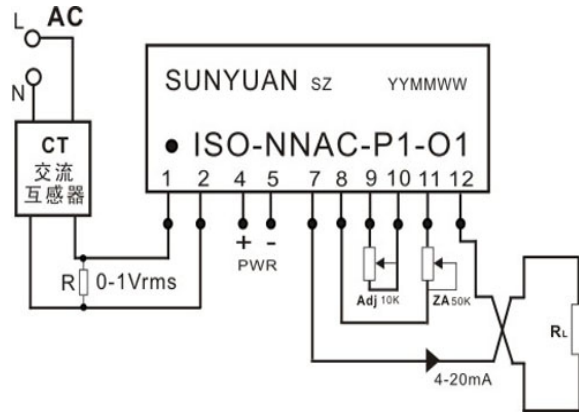 L AC
N
CT
交流
互感器
SUNYUAN SZ YYMMWW
ISO-NNAC-P1-O1
1 2 4 5 7 8 9 10 11 12
+ -
PWR
R 0-1Vrms
Adj 10K ZA 50K
RL
4-20mA